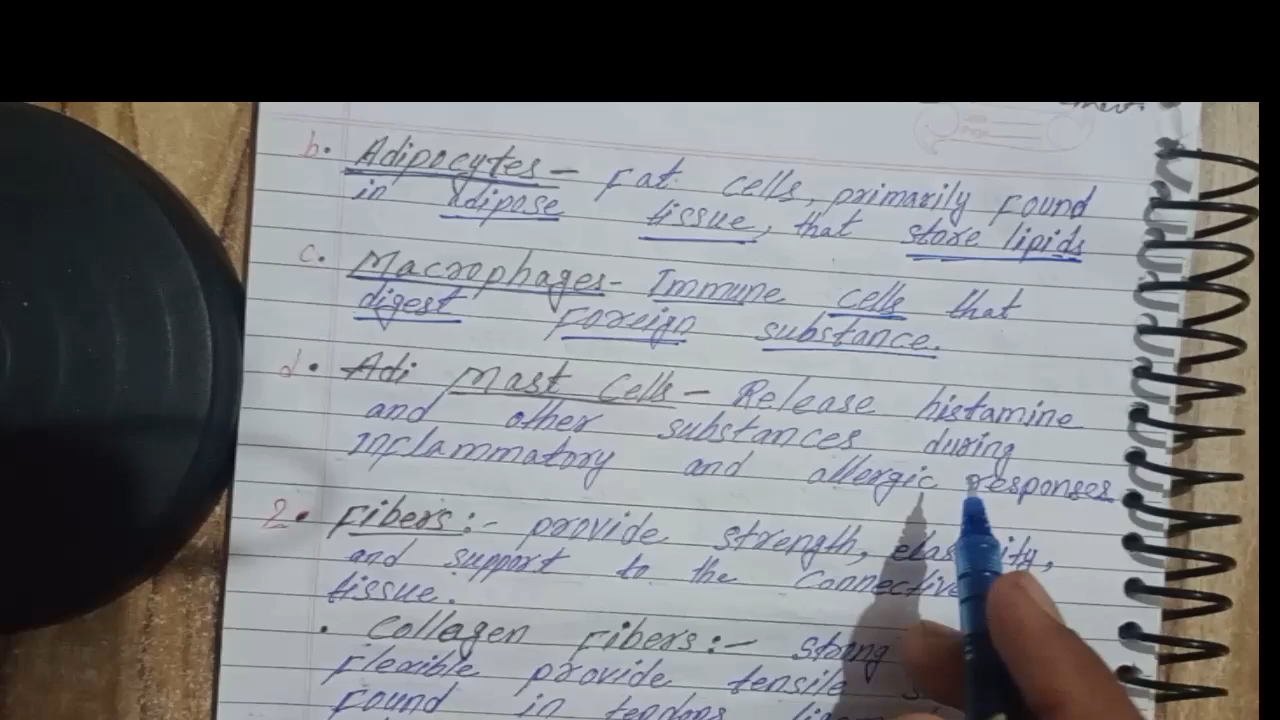 b. Adipocytes - Fat cells, primarily found
in Adipose tissue, that store lipids
c. Macrophages - Immune cells that
digest foreign substance.
d. Adi Mast Cells - Release histamine
and other substances during
Inflammatory and allergic responses
2. Fibers :- provide strength, elasticity,
and support to the connective
tissue.
• Collagen Fibers :- strong
flexible provide tensile
found in tendons